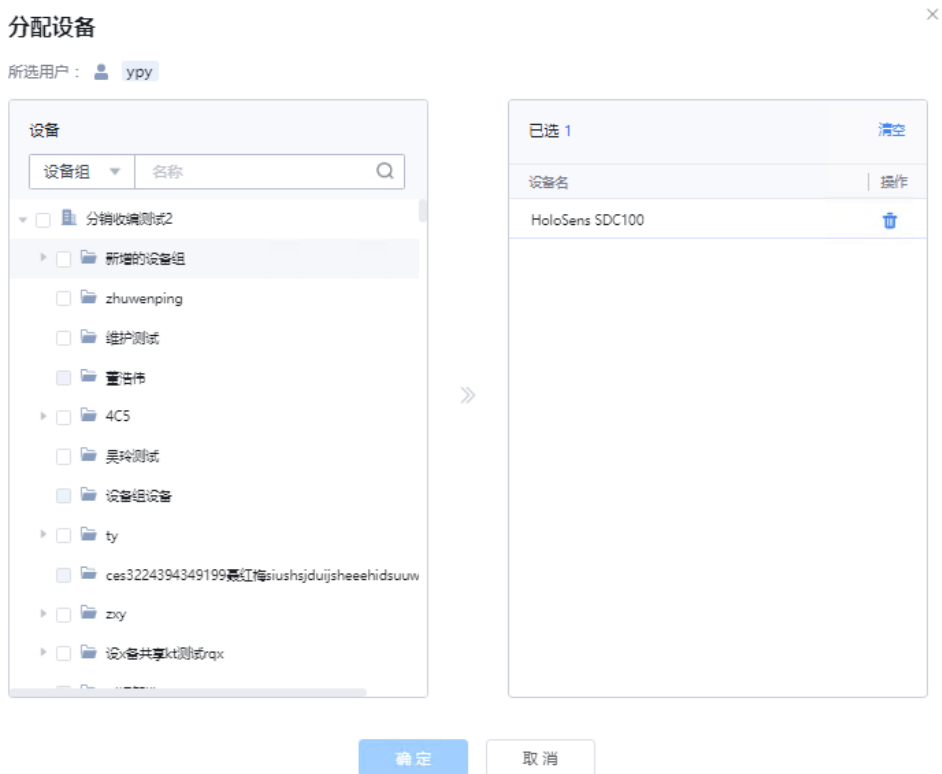 分配设备
所选用户： ypy
设备
设备组 名称
分销收编测试2
新增的设备组
zhuwenping
维护测试
董浩伟
4C5
吴玲测试
设备组设备
ty
ces3224394349199聂红梅siushsjduijsheeehidsuuw
zxy
设x备共享kt测试rqx
已选 1 清空
设备名 操作
HoloSens SDC100
确定 取消